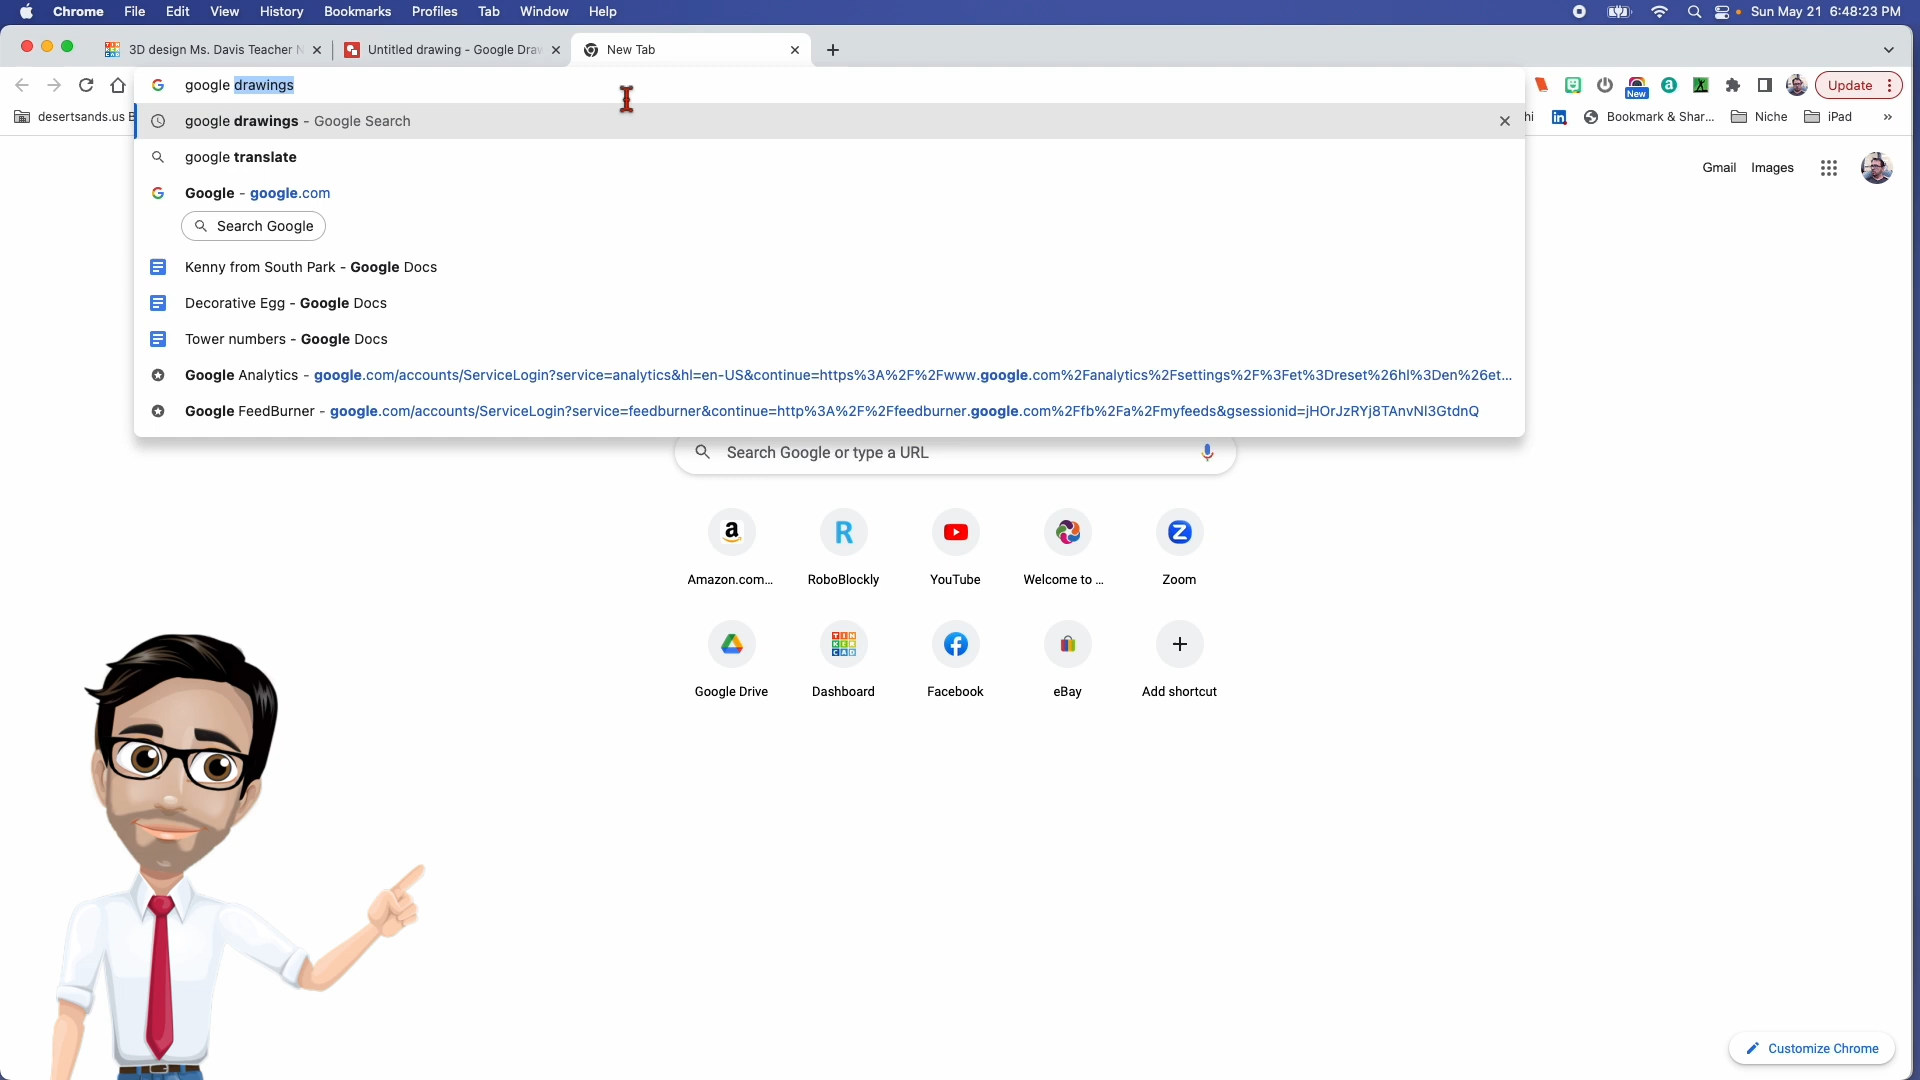 Chrome File Edit View History Bookmarks Profiles Tab Window Help Sun May 21 6:48:23 PM
3D design Ms. Davis Teacher N Untitled drawing - Google Draw New Tab
google drawings New a Update
desertsands.us B hi Bookmark & Shar... Niche iPad »
google drawings - Google Search
google translate
Gmail Images
Google - google.com
Search Google
Kenny from South Park - Google Docs
Decorative Egg - Google Docs
Tower numbers - Google Docs
Google Analytics - google.com/accounts/ServiceLogin?service=analytics&hl=en-US&continue=https%3A%2F%2Fwww.google.com%2Fanalytics%2Fsettings%2F%3Fet%3Dreset%26hl%3Den%26et...
Google FeedBurner - google.com/accounts/ServiceLogin?service=feedburner&continue=http%3A%2F%2Ffeedburner.google.com%2Ffb%2Fa%2Fmyfeeds&gsessionid=jHOrJzRYj8TAnvNI3GtdnQ
Search Google or type a URL
Amazon.com... RoboBlockly YouTube Welcome to ... Zoom
Google Drive Dashboard Facebook eBay Add shortcut
Customize Chrome